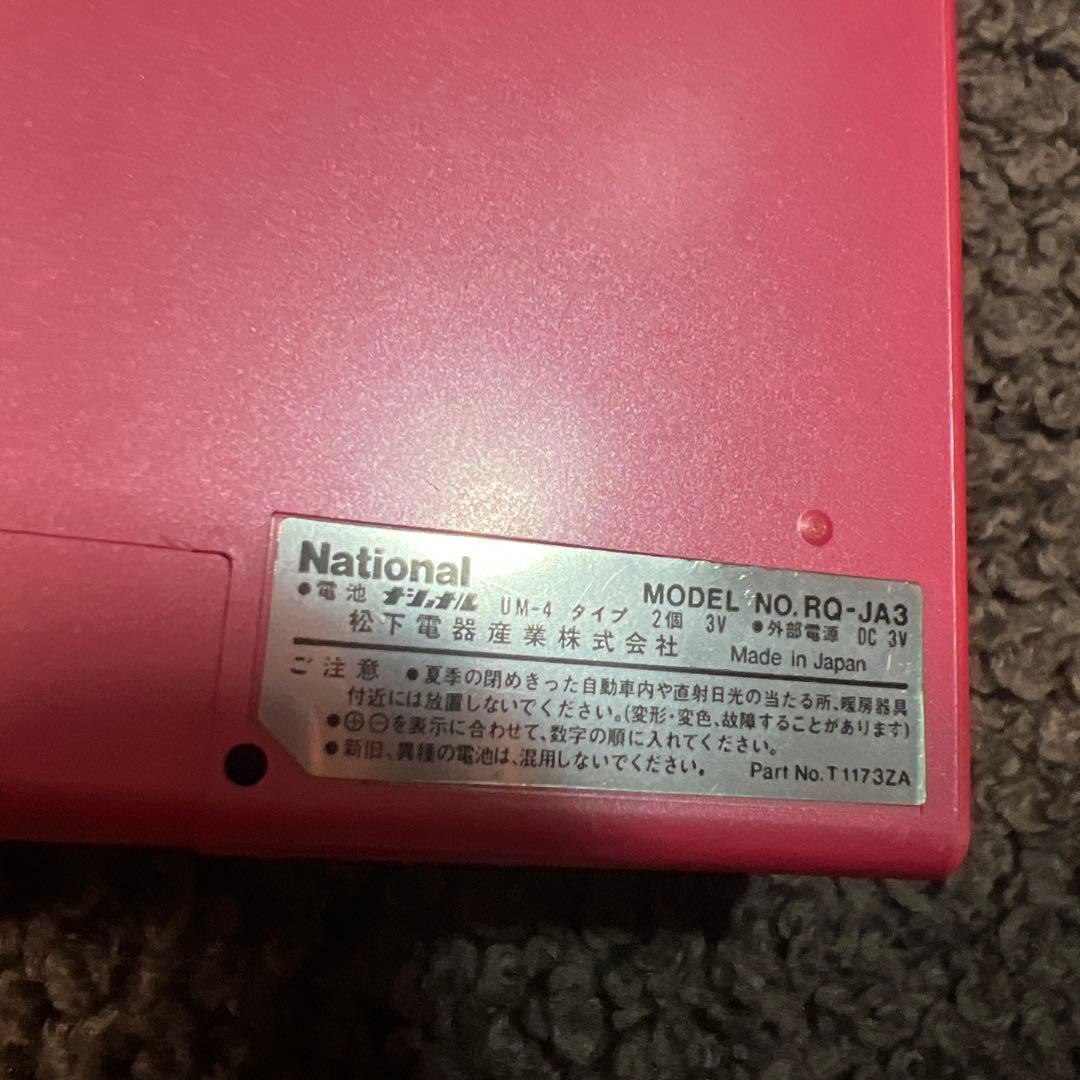 National
MODEL NO. RQ-JA3
●電池 ナショナル UM-4 タイプ 2個 3V ●外部電源 DC 3V
松下電器産業株式会社 Made in Japan
ご注意 ●夏季の閉めきった自動車内や直射日光の当たる所、暖房器具
付近には放置しないでください。(変形・変色、故障することがあります)
●⊕⊖を表示に合わせて、数字の順に入れてください。
●新旧、異種の電池は、混用しないでください。 Part No. T1173ZA